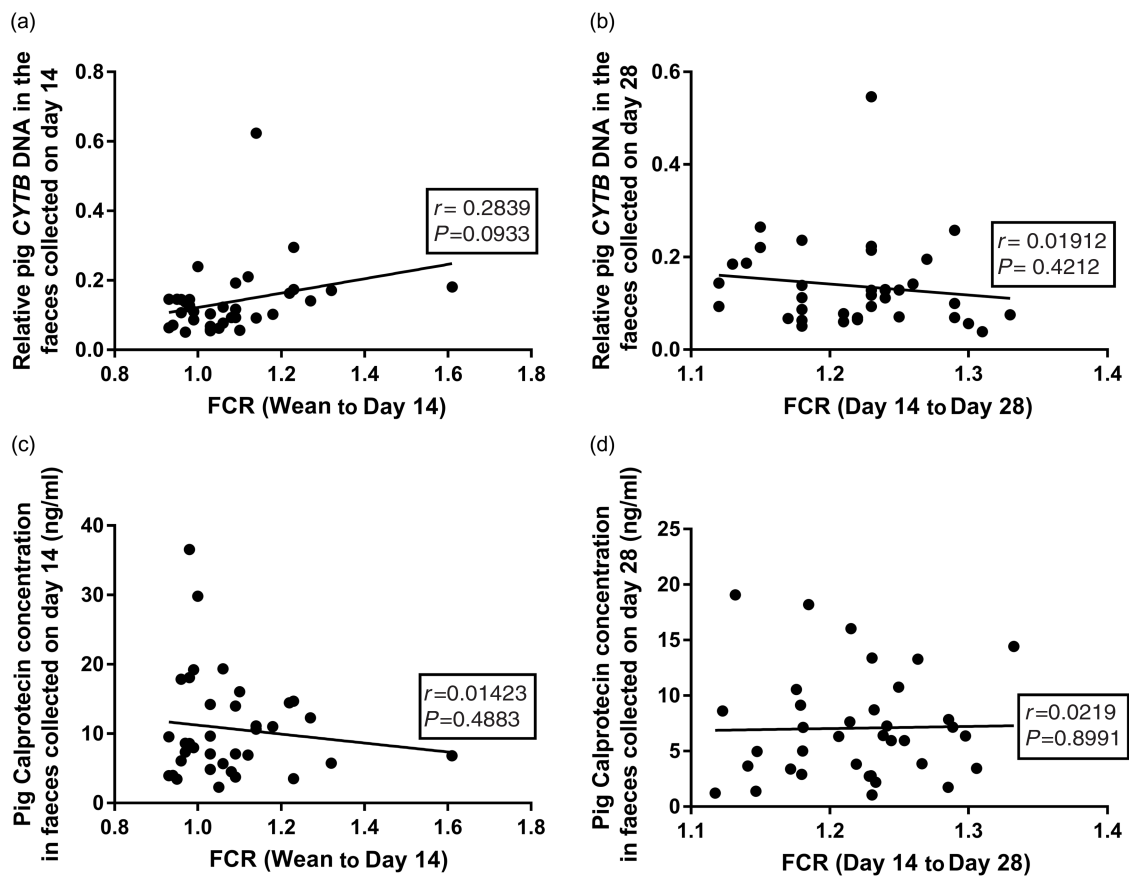 (a)
Relative pig CYTB DNA in the
faeces collected on day 14
0.8
0.6
0.4
0.2
0.0
0.8
1.0
1.2
1.4
1.6
1.8
FCR (Wean to Day 14)
r= 0.2839
P=0.0933
(b)
Relative pig CYTB DNA in the
faeces collected on day 28
0.6
0.4
0.2
0.0
1.1
1.2
1.3
1.4
FCR (Day 14 to Day 28)
r= 0.01912
P= 0.4212
(c)
Pig Calprotecin concentration
in faeces collected on day 14 (ng/ml)
40
30
20
10
0
0.8
1.0
1.2
1.4
1.6
1.8
FCR (Wean to Day 14)
r=0.01423
P=0.4883
(d)
Pig Calprotecin concentration
in faeces collected on day 28 (ng/ml)
25
20
15
10
5
0
1.1
1.2
1.3
1.4
FCR (Day 14 to Day 28)
r=0.0219
P=0.8991